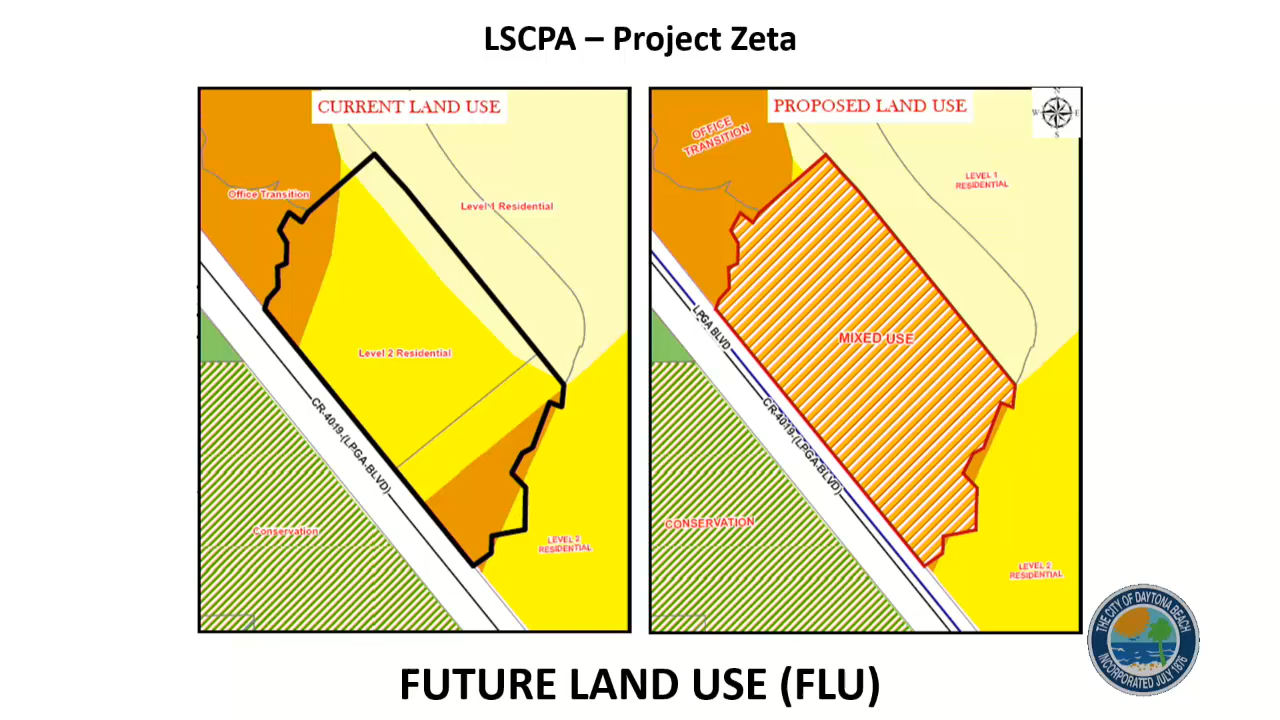 LSCPA – Project Zeta
CURRENT LAND USE
Office Transition
Level 1 Residential
Level 2 Residential
CR-4019-(LPGA-BLVD)
Conservation
LEVEL 2
RESIDENTIAL
PROPOSED LAND USE
N
W
E
S
OFFICE
TRANSITION
LEVEL 1
RESIDENTIAL
LPGA BLVD
MIXED USE
CR-4019-(LPGA-BLVD)
CONSERVATION
LEVEL 2
RESIDENTIAL
THE CITY OF DAYTONA BEACH
INCORPORATED JULY 1876
FUTURE LAND USE (FLU)